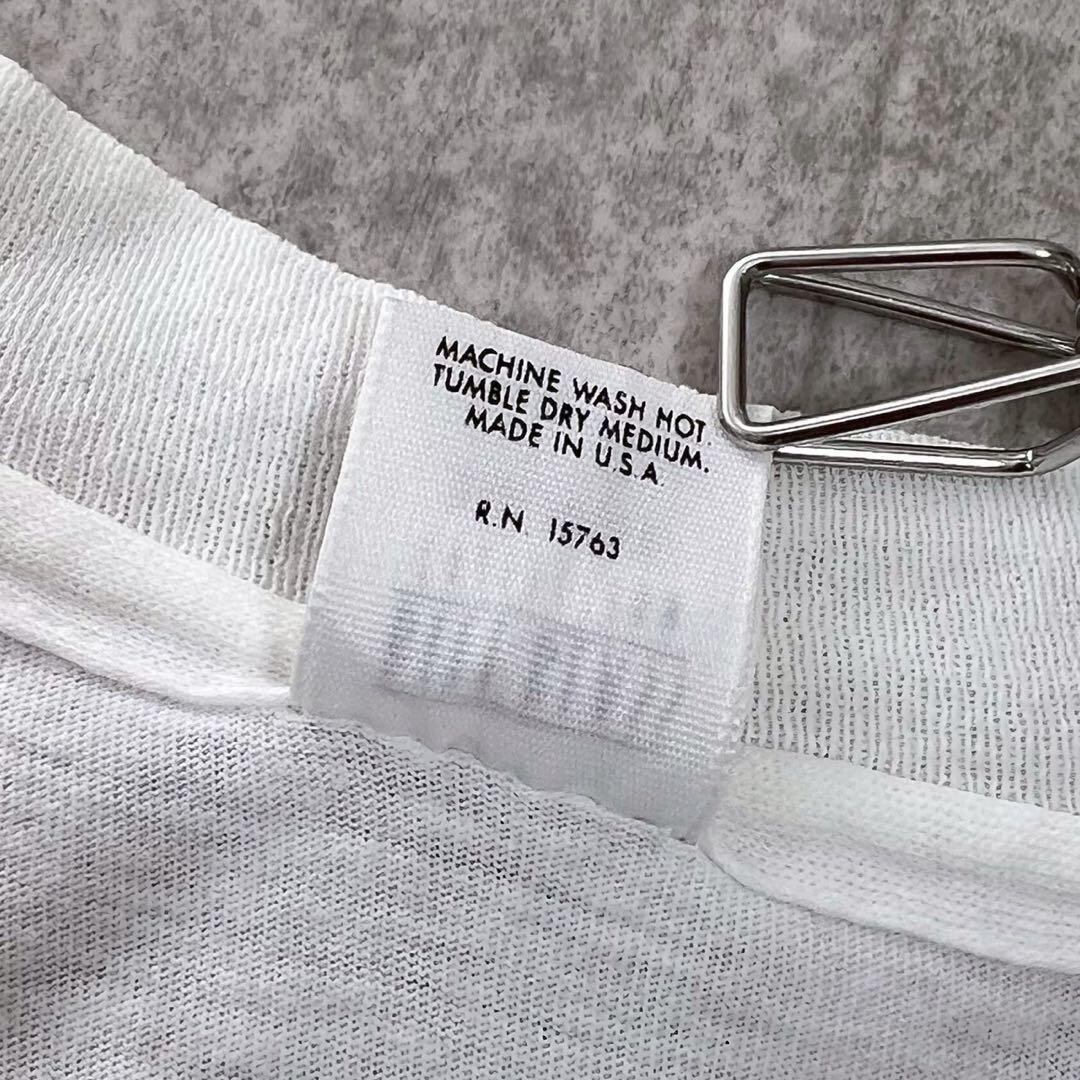 MACHINE WASH HOT.
TUMBLE DRY MEDIUM.
MADE IN U.S.A.
R.N. 15763